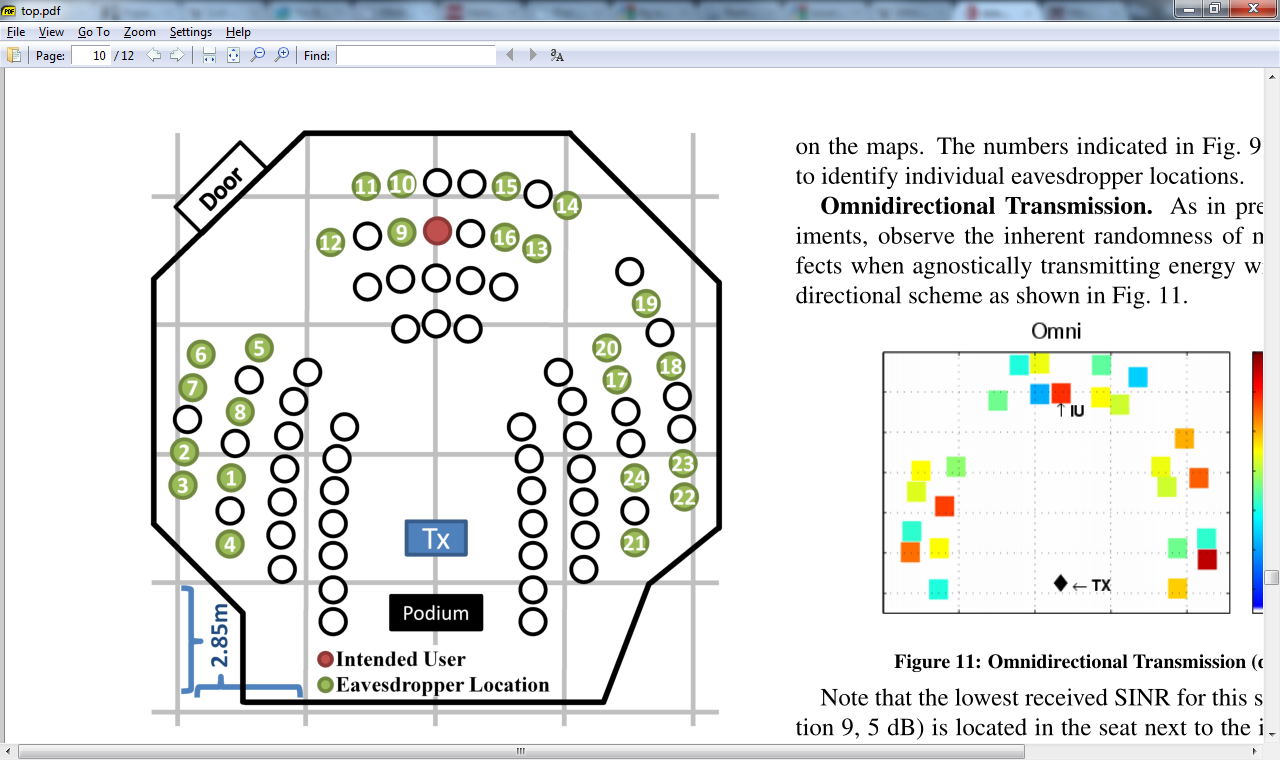 top.pdf
File View Go To Zoom Settings Help
Page: 10 / 12 Find:
Door
11 10 15 14
12 9 16 13
19
6 5 20 18
7 17
8
2 1 24 23
3 22
4 21
Tx
Podium
2.85m
Intended User
Eavesdropper Location
on the maps. The numbers indicated in Fig. 9
to identify individual eavesdropper locations.
Omnidirectional Transmission. As in pre
iments, observe the inherent randomness of
fects when agnostically transmitting energy
directional scheme as shown in Fig. 11.
Omni
↑ IU
← TX
Figure 11: Omnidirectional Transmission
Note that the lowest received SINR for this s
tion 9, 5 dB) is located in the seat next to the